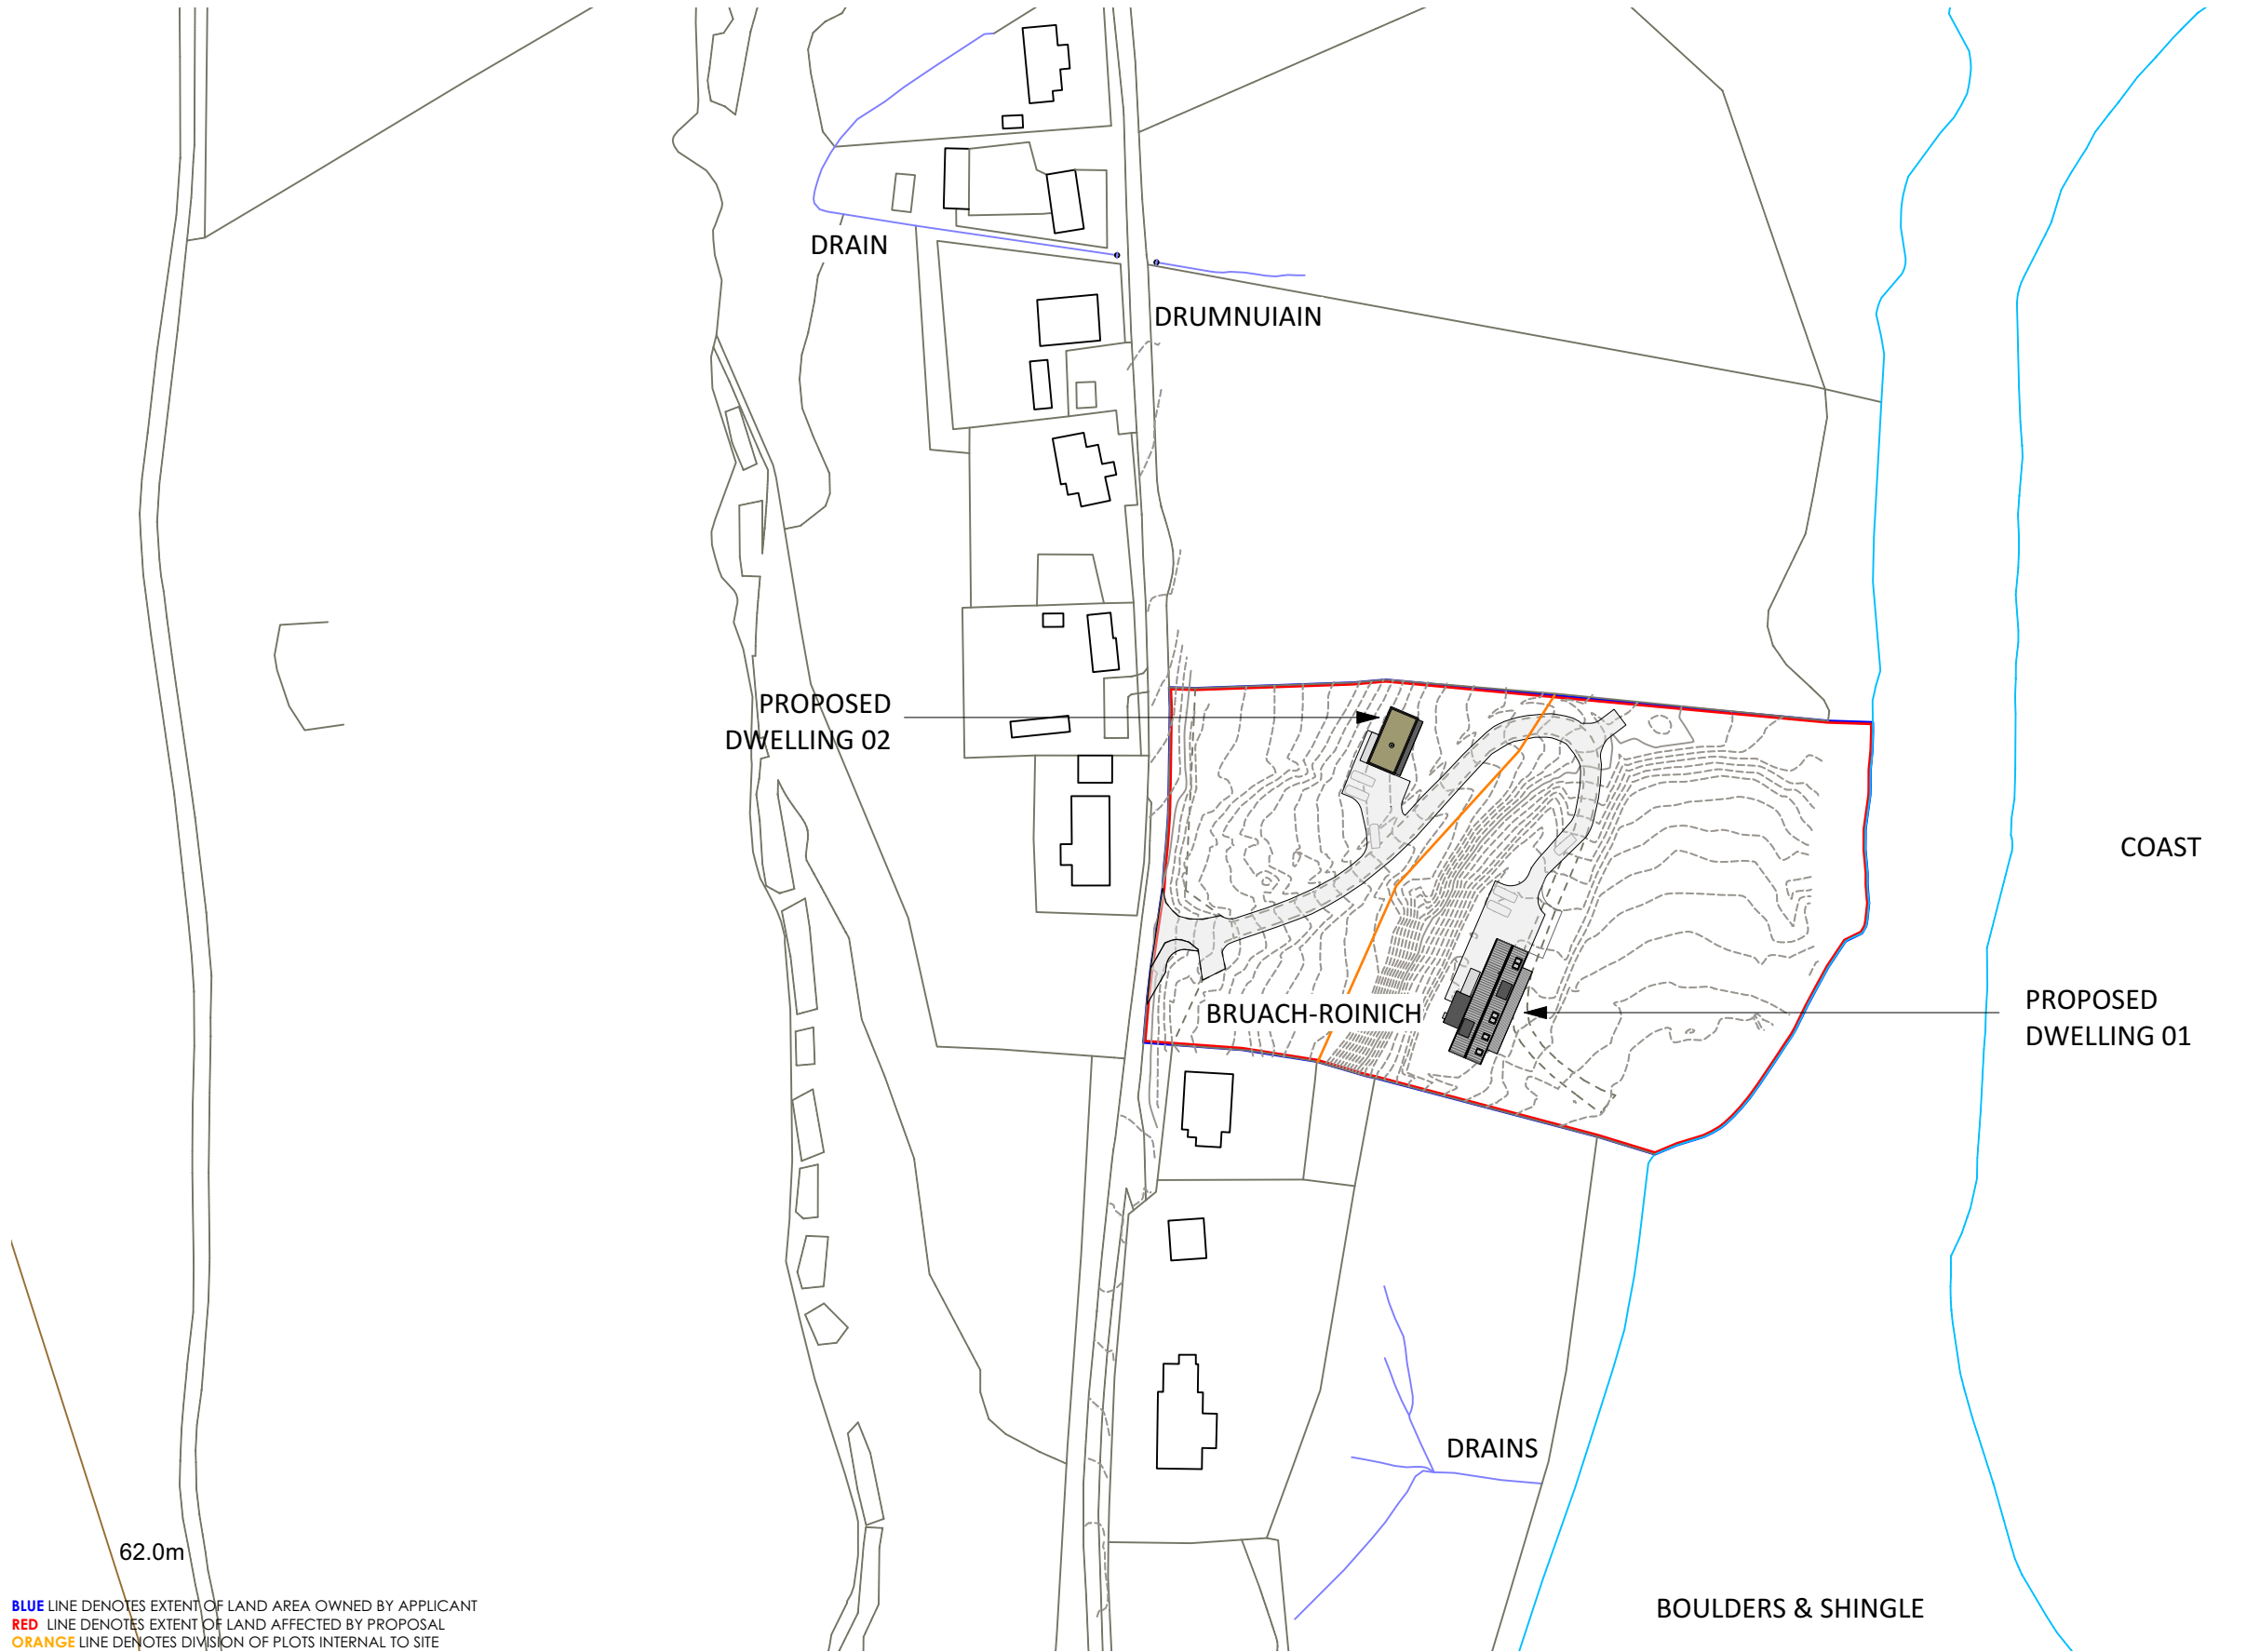 DRAIN
DRUMNUIAIN
PROPOSED
DWELLING 02
COAST
BRUACH-ROINICH
PROPOSED
DWELLING 01
DRAINS
62.0m
BOULDERS & SHINGLE
BLUE LINE DENOTES EXTENT OF LAND AREA OWNED BY APPLICANT
RED LINE DENOTES EXTENT OF LAND AFFECTED BY PROPOSAL
ORANGE LINE DENOTES DIVISION OF PLOTS INTERNAL TO SITE